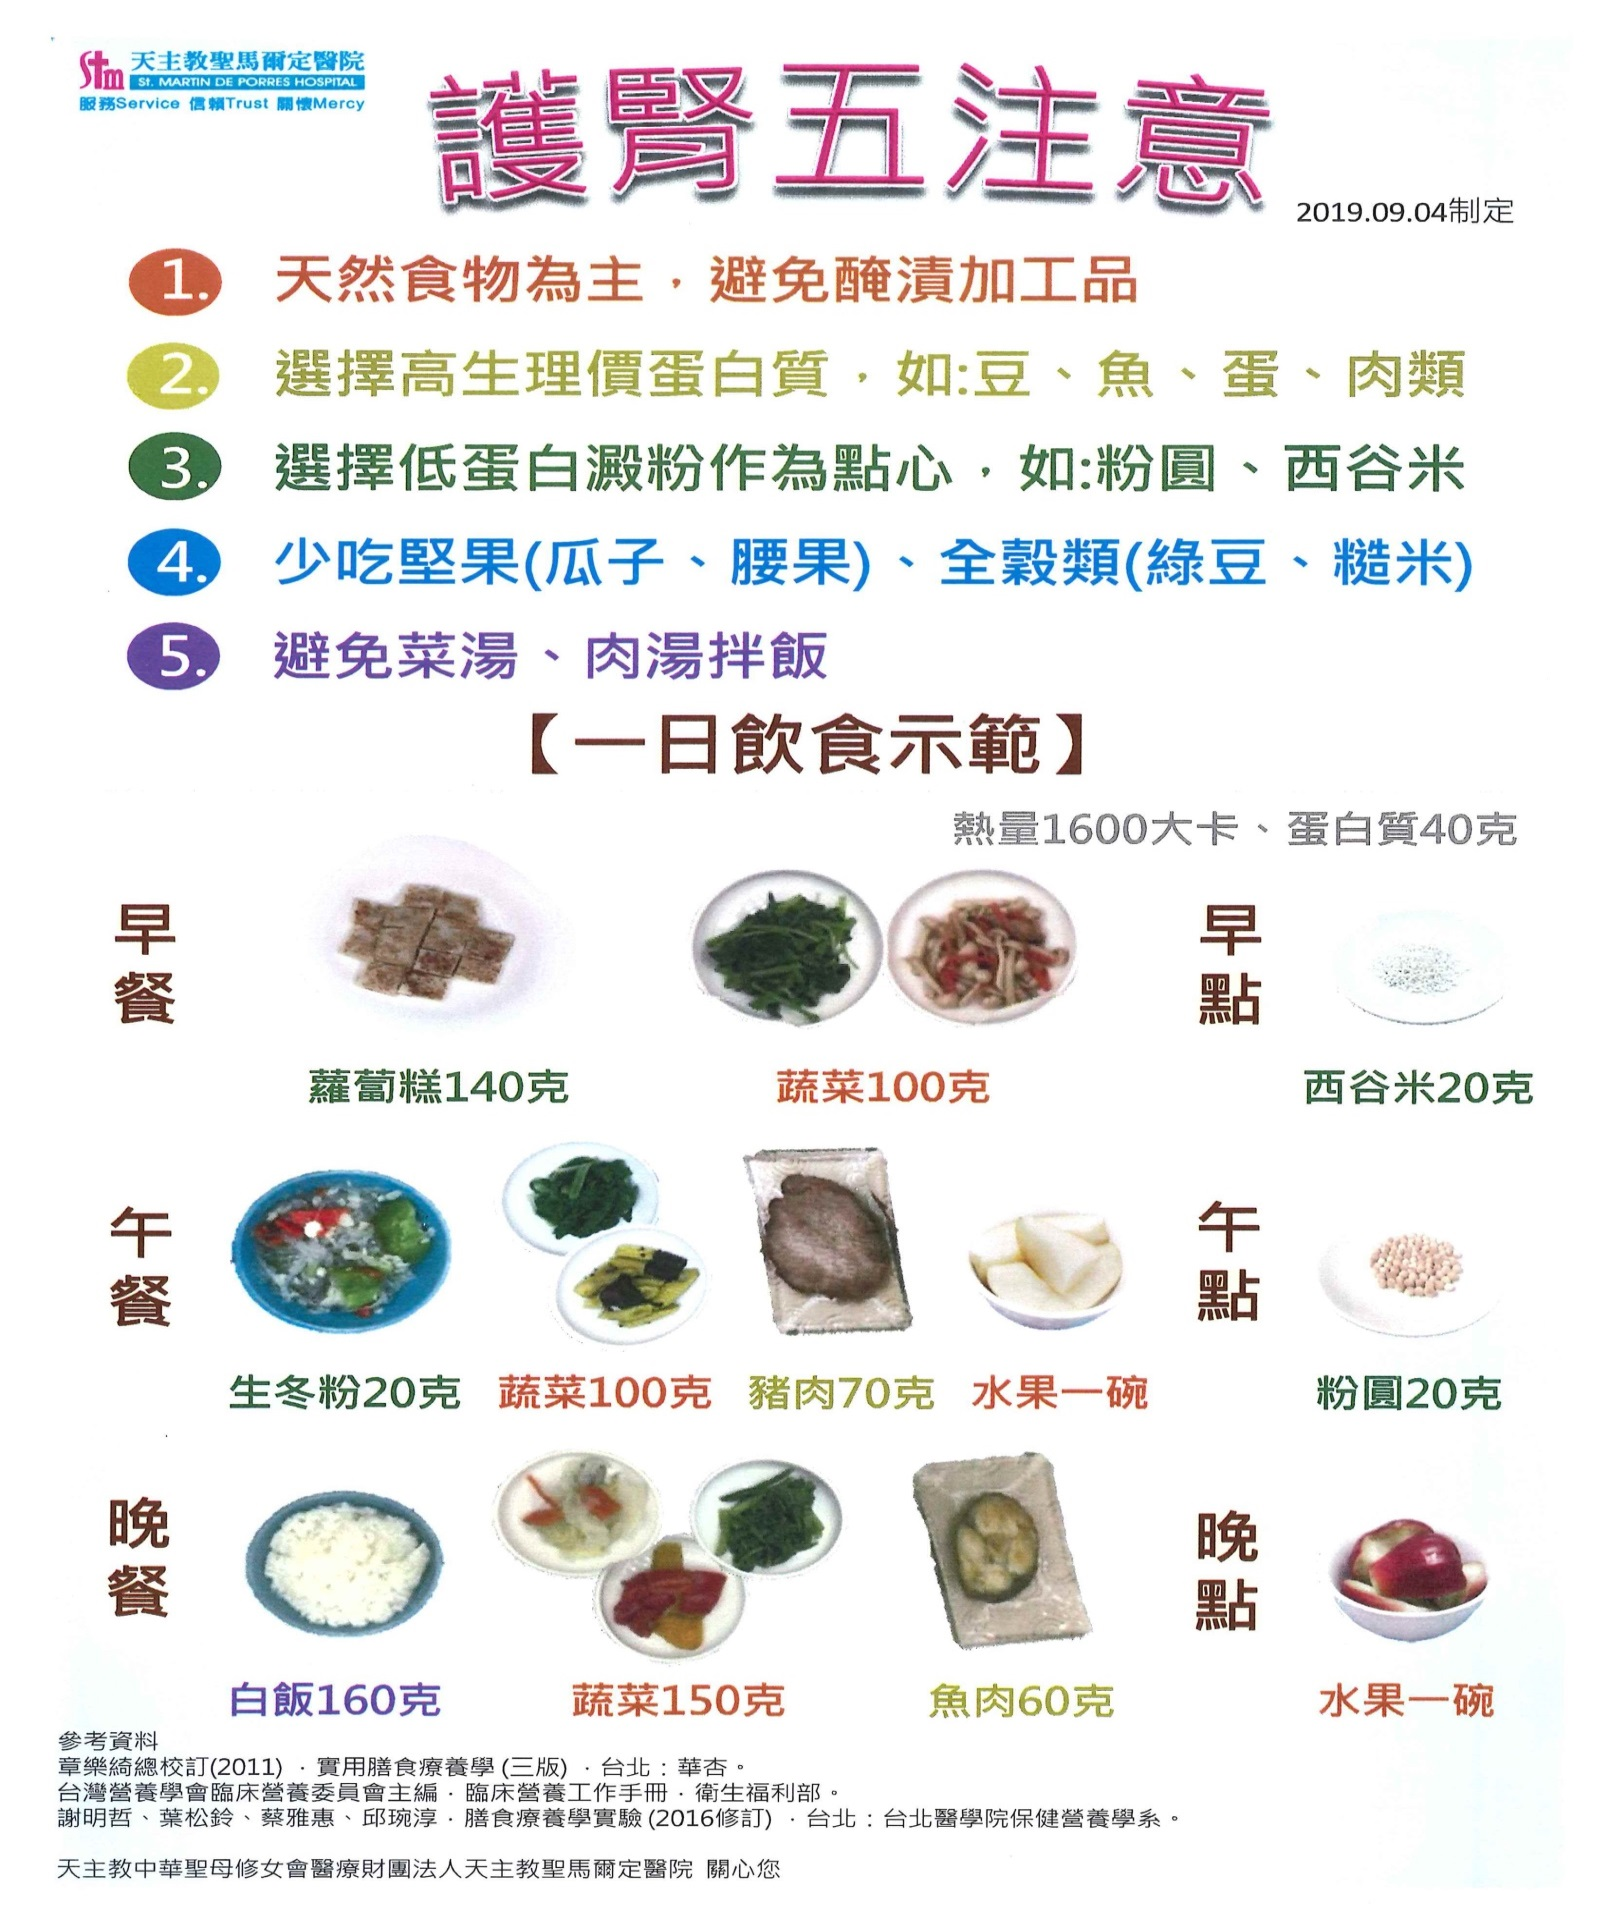 Stm 天主教聖馬爾定醫院
St. MARTIN DE PORRES HOSPITAL
服務Service 信賴Trust 關懷Mercy
護腎五注意
2019.09.04制定
1. 天然食物為主，避免醃漬加工品
2. 選擇高生理價蛋白質，如:豆、魚、蛋、肉類
3. 選擇低蛋白澱粉作為點心，如:粉圓、西谷米
4. 少吃堅果(瓜子、腰果)、全穀類(綠豆、糙米)
5. 避免菜湯、肉湯拌飯
【一日飲食示範】
熱量1600大卡、蛋白質40克
早餐
早點
蘿蔔糕140克 蔬菜100克 西谷米20克
午餐
午點
生冬粉20克 蔬菜100克 豬肉70克 水果一碗 粉圓20克
晚餐
晚點
白飯160克 蔬菜150克 魚肉60克 水果一碗
參考資料
章樂綺總校訂(2011)．實用膳食療養學 (三版)．台北：華杏。
台灣營養學會臨床營養委員會主編．臨床營養工作手冊．衛生福利部。
謝明哲、葉松鈴、蔡雅惠、邱琬淳．膳食療養學實驗 (2016修訂)．台北：台北醫學院保健營養學系。
天主教中華聖母修女會醫療財團法人天主教聖馬爾定醫院 關心您